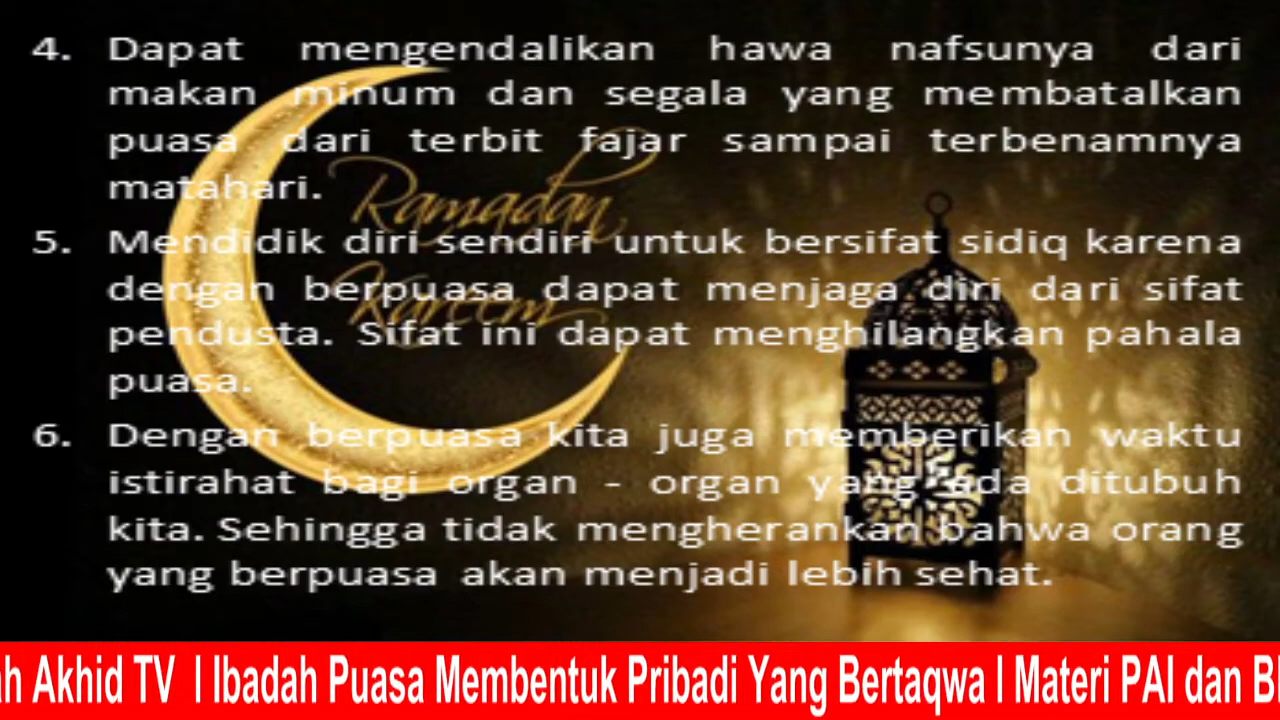 4. Dapat mengendalikan hawa nafsunya dari
makan minum dan segala yang membatalkan
puasa dari terbit fajar sampai terbenamnya
matahari.
5. Mendidik diri sendiri untuk bersifat sidiq karena
dengan berpuasa dapat menjaga diri dari sifat
pendusta. Sifat ini dapat menghilangkan pahala
puasa.
6. Dengan berpuasa kita juga memberikan waktu
istirahat bagi organ - organ yang ada ditubuh
kita. Sehingga tidak mengherankan bahwa orang
yang berpuasa akan menjadi lebih sehat.
Ramadan
Kareem
Akhid TV I Ibadah Puasa Membentuk Pribadi Yang Bertaqwa I Materi PAI dan